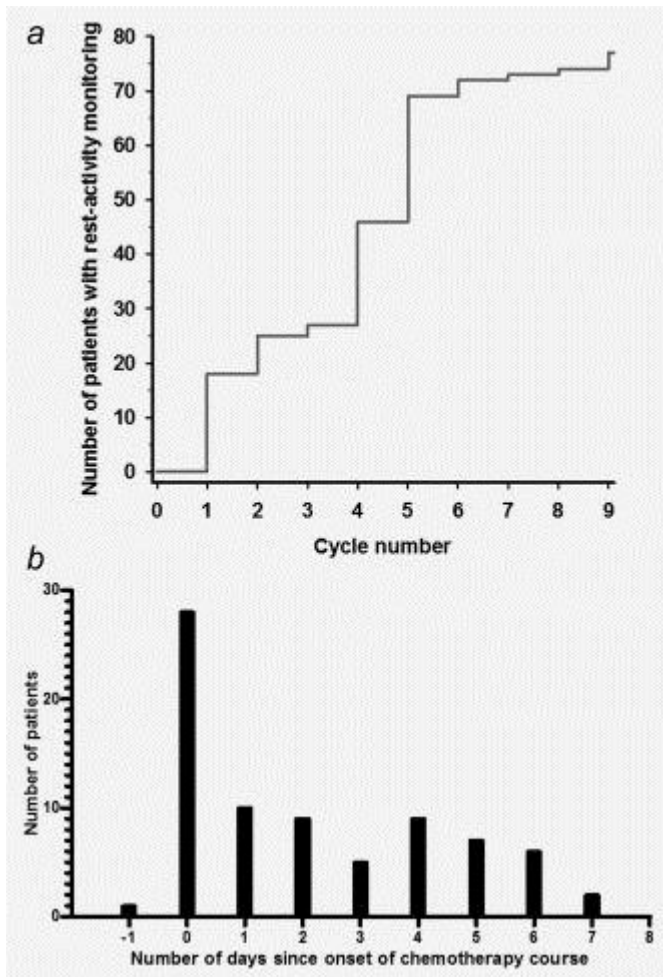 a
Number of patients with rest-activity monitoring
80
70
60
50
40
30
20
10
0
0 1 2 3 4 5 6 7 8 9
Cycle number
b
Number of patients
30
20
10
0
-1 0 1 2 3 4 5 6 7 8
Number of days since onset of chemotherapy course